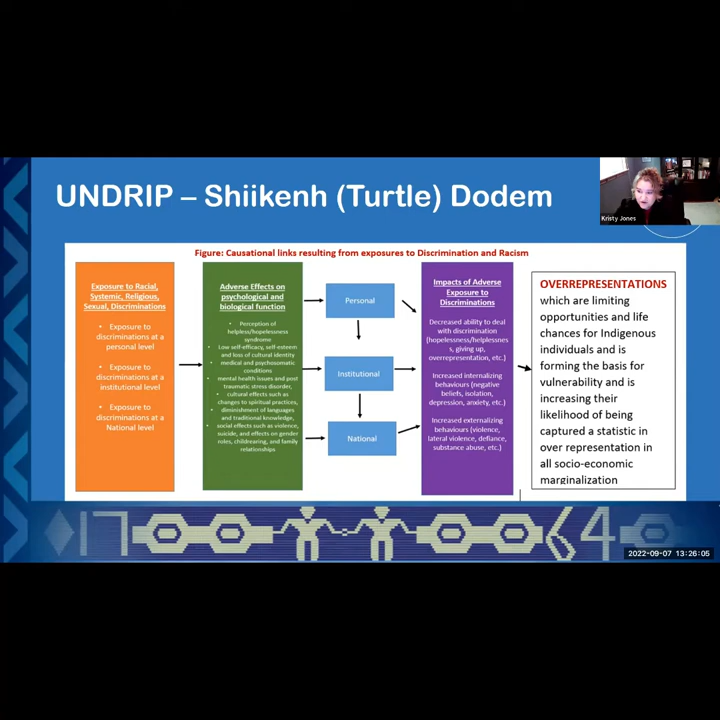 UNDRIP – Shiikenh (Turtle) Dodem
Kristy Jones
Figure: Causational links resulting from exposures to Discrimination and Racism
Exposure to Racial,
Systemic, Religious,
Sexual, Discriminations
• Exposure to
discriminations at a
personal level
• Exposure to
discriminations at a
institutional level
• Exposure to
discriminations at a
National level
Adverse Effects on
psychological and
biological function
• Perception of
helpless/hopelessness
syndrome
• Low self-efficacy, self-esteem
and loss of cultural identity
• medical and psychosomatic
conditions
• mental health issues and post
traumatic stress disorder,
• cultural effects such as
changes to spiritual practices,
• diminishment of languages
and traditional knowledge,
• social effects such as violence,
suicide, and effects on gender
roles, childrearing, and family
relationships
Personal
Institutional
National
Impacts of Adverse
Exposure to
Discriminations
Decreased ability to deal
with discrimination
(hopelessness/helplessnes
s, giving up,
overrepresentation, etc.)
Increased internalizing
behaviours (negative
beliefs, isolation,
depression, anxiety, etc.)
Increased externalizing
behaviours (violence,
lateral violence, defiance,
substance abuse, etc.)
OVERREPRESENTATIONS
which are limiting
opportunities and life
chances for Indigenous
individuals and is
forming the basis for
vulnerability and is
increasing their
likelihood of being
captured a statistic in
over representation in
all socio-economic
marginalization
17
64
2022-09-07 13:26:05